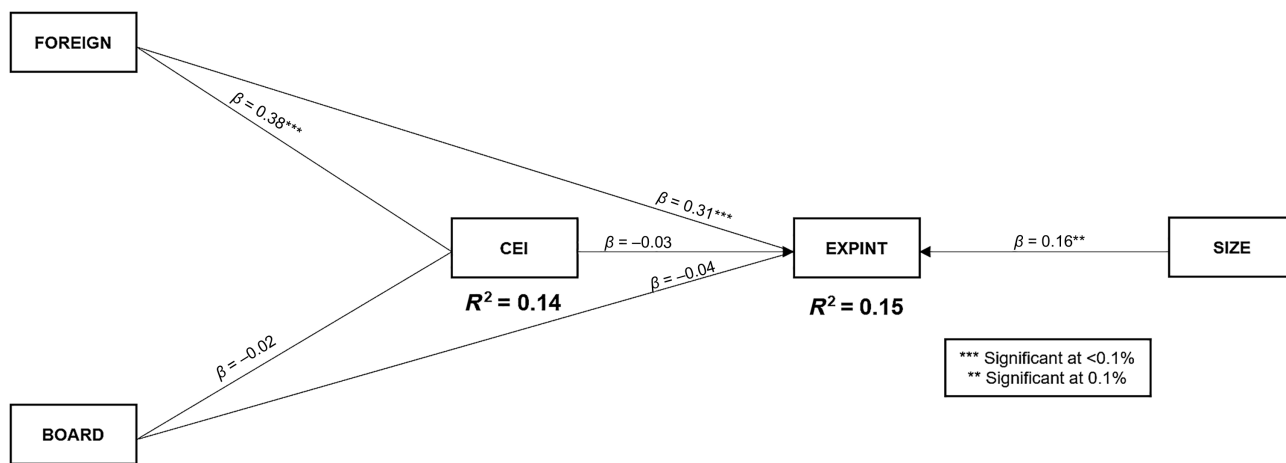 FOREIGN
β = 0.38***
β = 0.31***
CEI
β = –0.03
EXPINT
β = 0.16**
SIZE
β = –0.04
R² = 0.14
R² = 0.15
β = –0.02
*** Significant at <0.1%
** Significant at 0.1%
BOARD